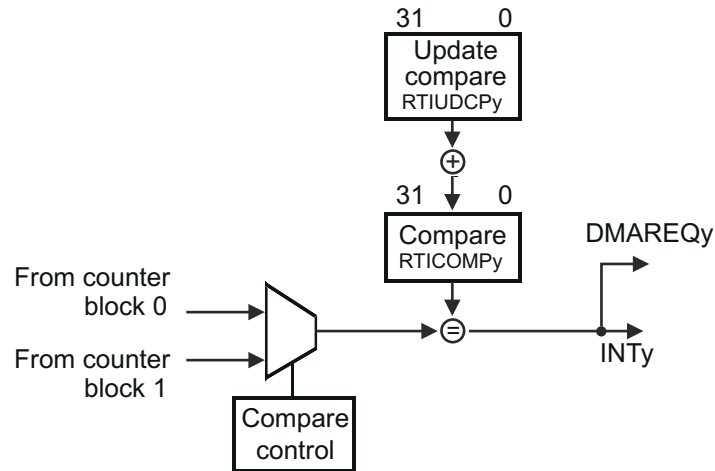 31 0
Update
compare
RTIUDCPy
+
31 0
Compare
RTICOMPy
DMAREQy
From counter
block 0
=
INTy
From counter
block 1
Compare
control